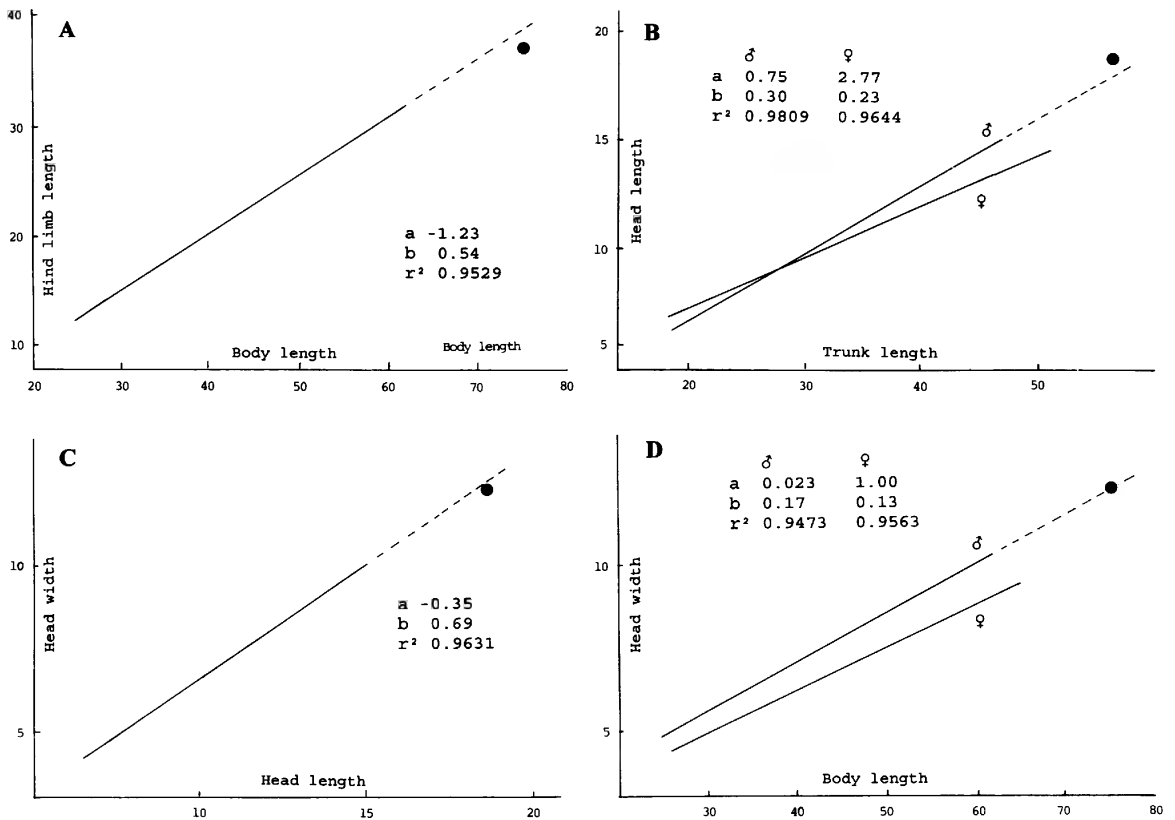 A
40
30
20
10
Hind limb length
a -1.23
b 0.54
r² 0.9529
Body length
Body length
20 30 40 50 60 70 80
B
♂ ♀
a 0.75 2.77
b 0.30 0.23
r² 0.9809 0.9644
20
15
10
5
Head length
♂
♀
Trunk length
20 30 40 50
C
10
5
Head width
a -0.35
b 0.69
r² 0.9631
Head length
10 15 20
D
♂ ♀
a 0.023 1.00
b 0.17 0.13
r² 0.9473 0.9563
10
5
Head width
♂
♀
Body length
30 40 50 60 70 80